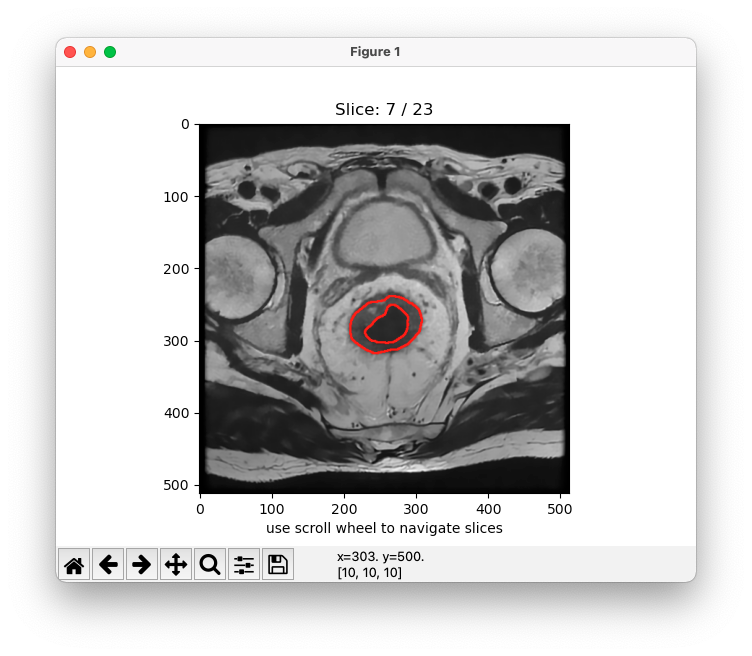 Figure 1
Slice: 7 / 23
0
100
200
300
400
500
0 100 200 300 400 500
use scroll wheel to navigate slices
x=303. y=500.
[10, 10, 10]